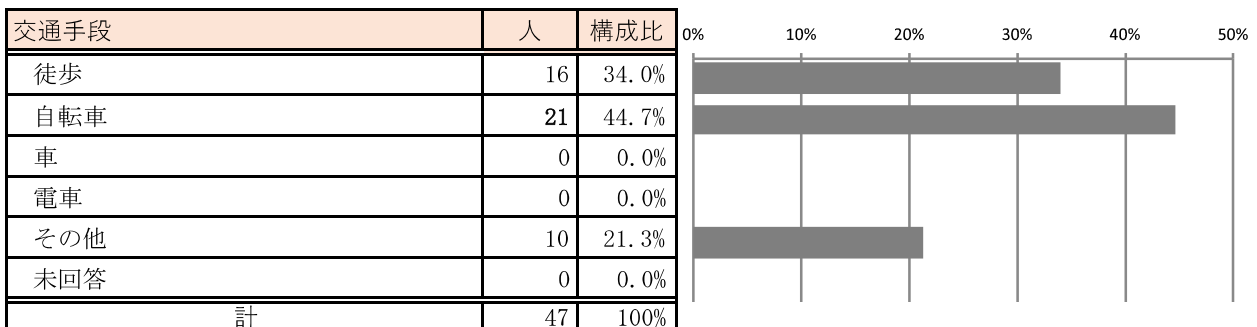 交通手段 人 構成比 0% 10% 20% 30% 40% 50%
徒歩 16 34.0%
自転車 21 44.7%
車 0 0.0%
電車 0 0.0%
その他 10 21.3%
未回答 0 0.0%
計 47 100%